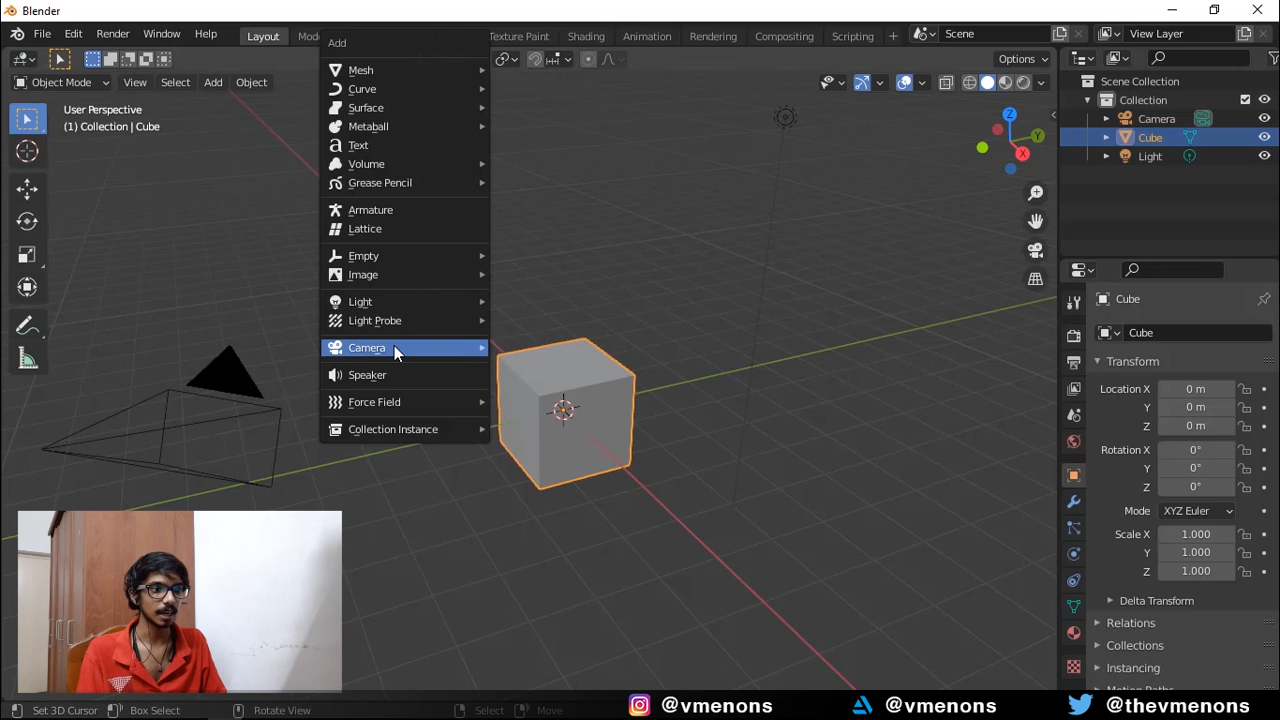 Blender
File Edit Render Window Help Layout Mod Texture Paint Shading Animation Rendering Compositing Scripting + Scene View Layer
Object Mode View Select Add Object
Options
User Perspective
(1) Collection | Cube
Add
Mesh
Curve
Surface
Metaball
Text
Volume
Grease Pencil
Armature
Lattice
Empty
Image
Light
Light Probe
Camera
Speaker
Force Field
Collection Instance
Z
Y
X
Scene Collection
Collection
Camera
Cube
Light
Cube
Cube
Transform
Location X 0 m
Y 0 m
Z 0 m
Rotation X 0°
Y 0°
Z 0°
Mode XYZ Euler
Scale X 1.000
Y 1.000
Z 1.000
Delta Transform
Relations
Collections
Instancing
Motion Paths
Set 3D Cursor Box Select Rotate View Select Move
@vmenons @vmenons @thevmenons